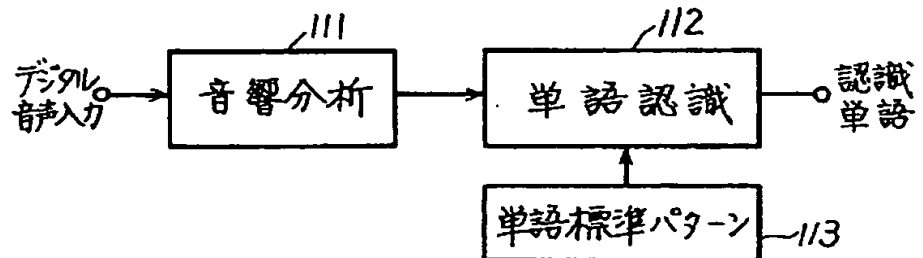 111
112
デジタル
音声入力
音響分析
単語認識
認識
単語
単語標準パターン
113